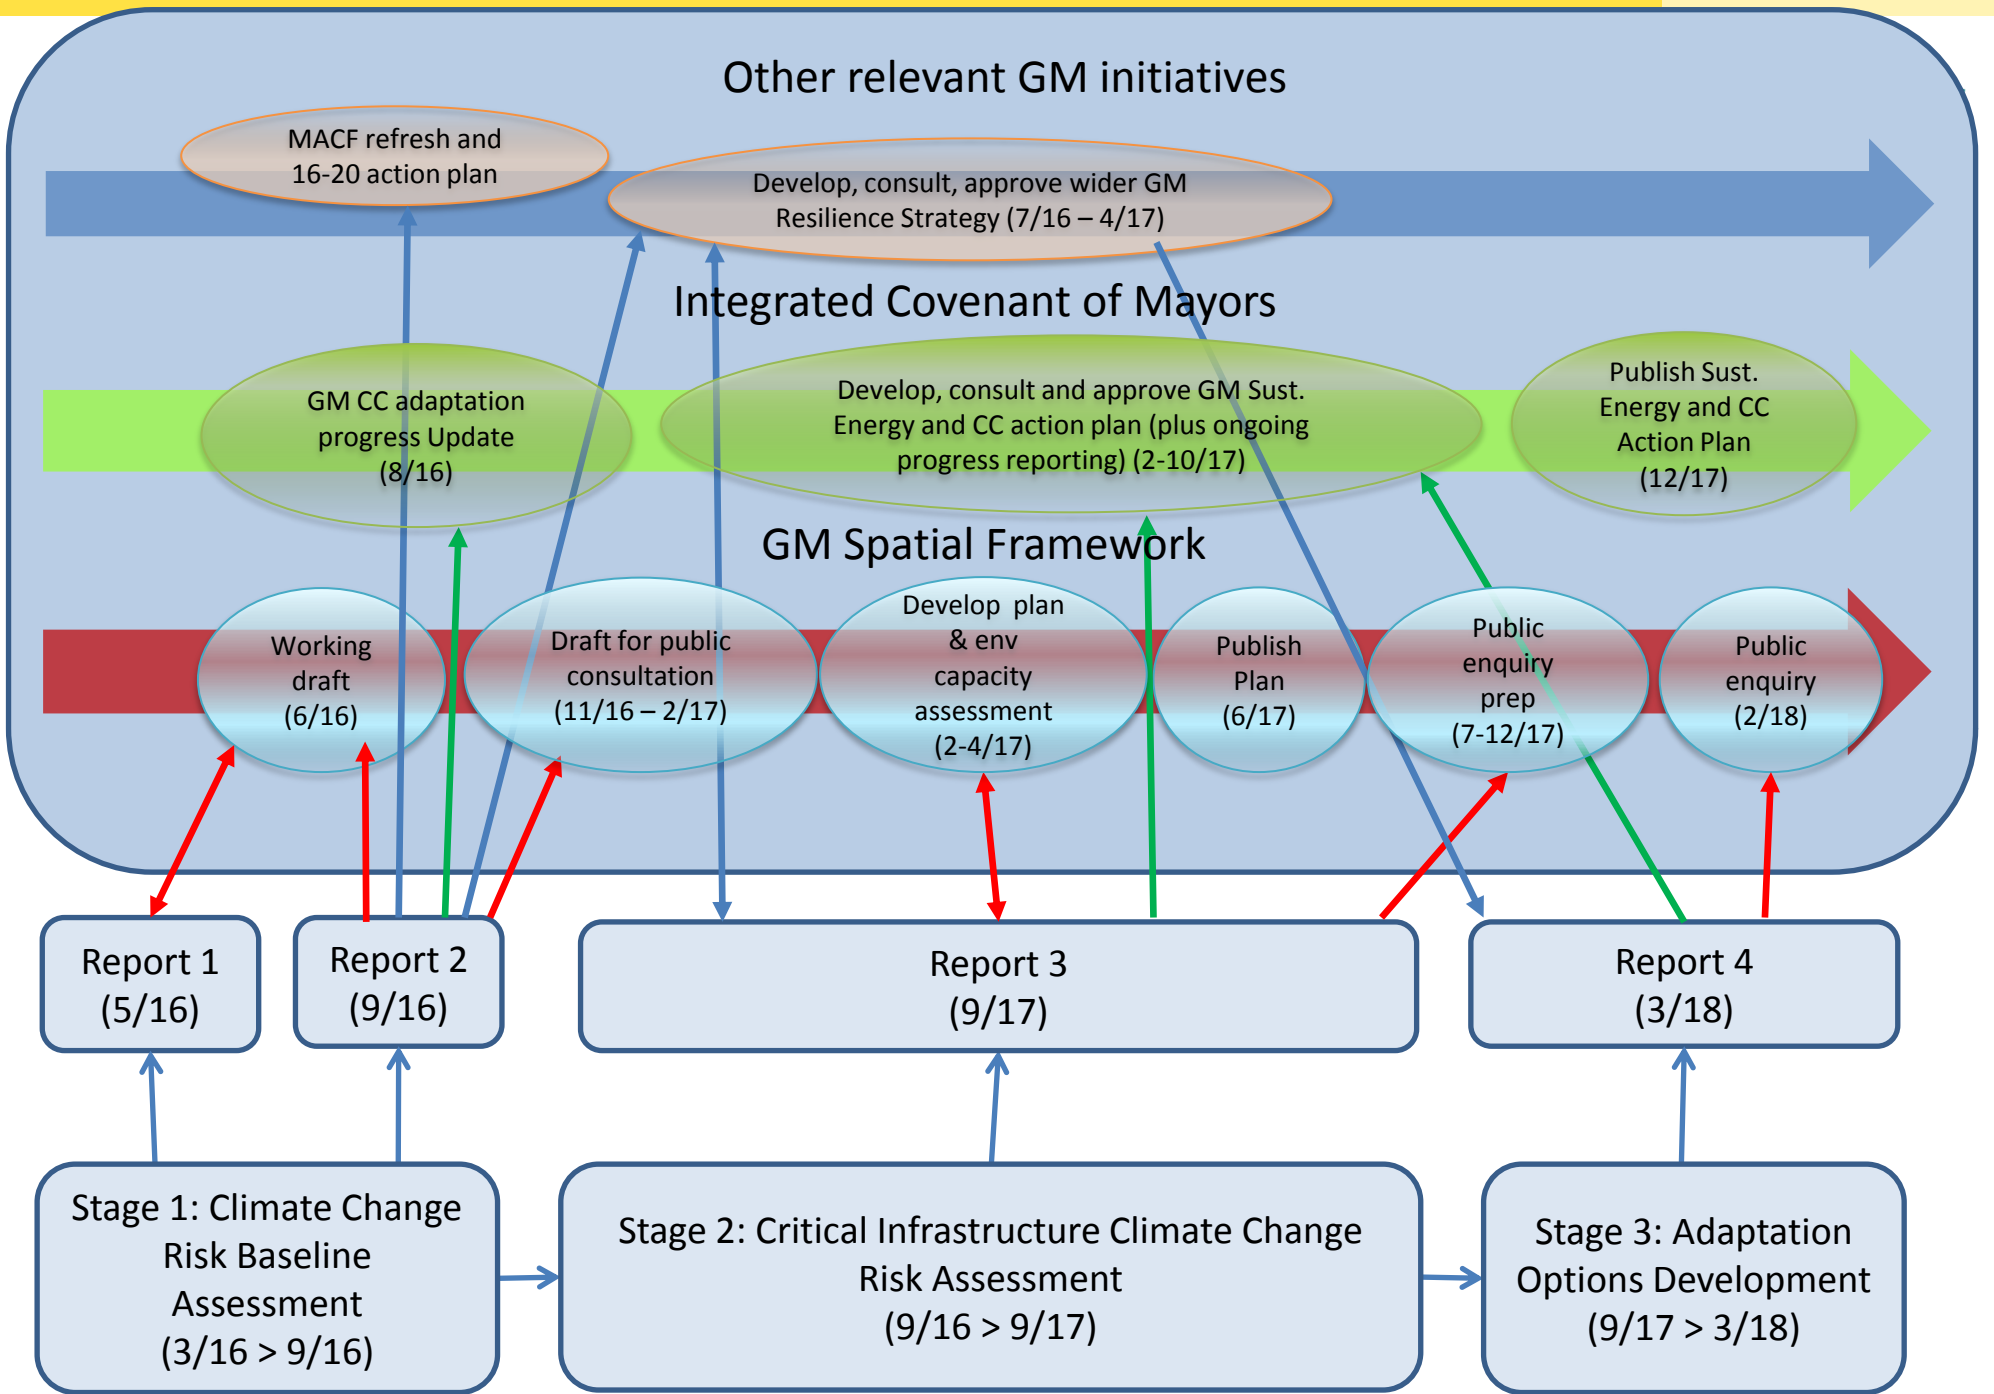 Other relevant GM initiatives
MACF refresh and
16-20 action plan
Develop, consult, approve wider GM
Resilience Strategy (7/16 – 4/17)
Integrated Covenant of Mayors
GM CC adaptation
progress Update
(8/16)
Develop, consult and approve GM Sust.
Energy and CC action plan (plus ongoing
progress reporting) (2-10/17)
Publish Sust.
Energy and CC
Action Plan
(12/17)
GM Spatial Framework
Working
draft
(6/16)
Draft for public
consultation
(11/16 – 2/17)
Develop plan
& env
capacity
assessment
(2-4/17)
Publish
Plan
(6/17)
Public
enquiry
prep
(7-12/17)
Public
enquiry
(2/18)
Report 1
(5/16)
Report 2
(9/16)
Report 3
(9/17)
Report 4
(3/18)
Stage 1: Climate Change
Risk Baseline
Assessment
(3/16 > 9/16)
Stage 2: Critical Infrastructure Climate Change
Risk Assessment
(9/16 > 9/17)
Stage 3: Adaptation
Options Development
(9/17 > 3/18)